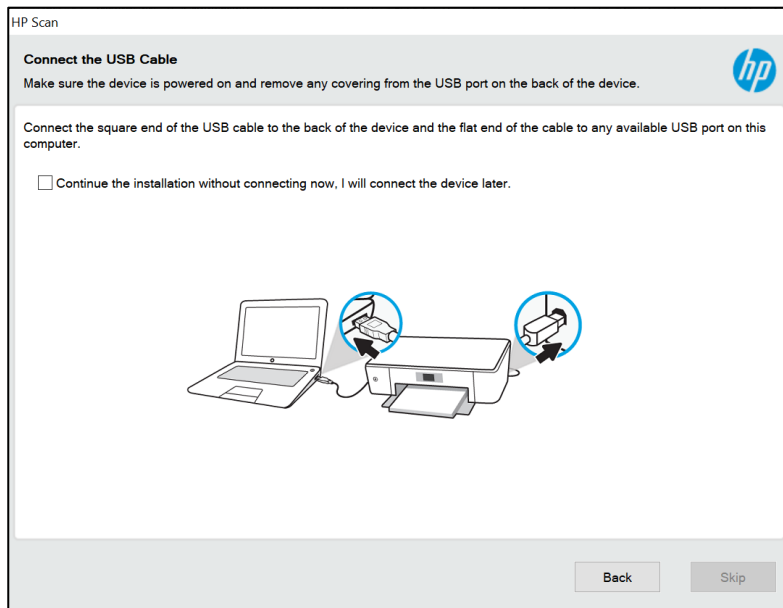 HP Scan
Connect the USB Cable
hp
Make sure the device is powered on and remove any covering from the USB port on the back of the device.
Connect the square end of the USB cable to the back of the device and the flat end of the cable to any available USB port on this
computer.
Continue the installation without connecting now, I will connect the device later.
Back
Skip